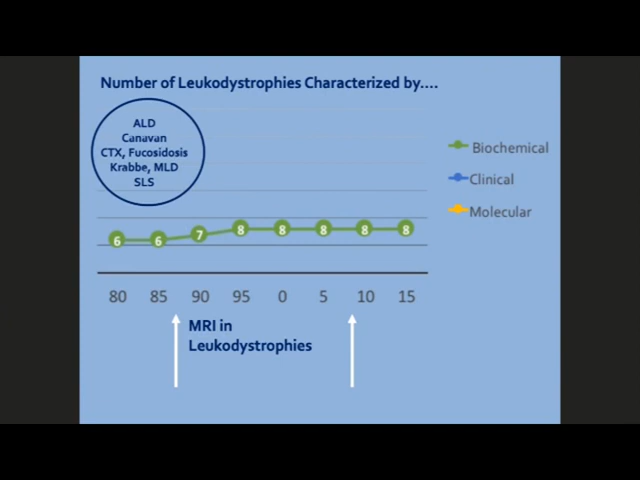 Number of Leukodystrophies Characterized by....
ALD
Canavan
CTX, Fucosidosis
Krabbe, MLD
SLS
Biochemical
Clinical
Molecular
6 6 7 8 8 8 8 8
80 85 90 95 0 5 10 15
MRI in
Leukodystrophies